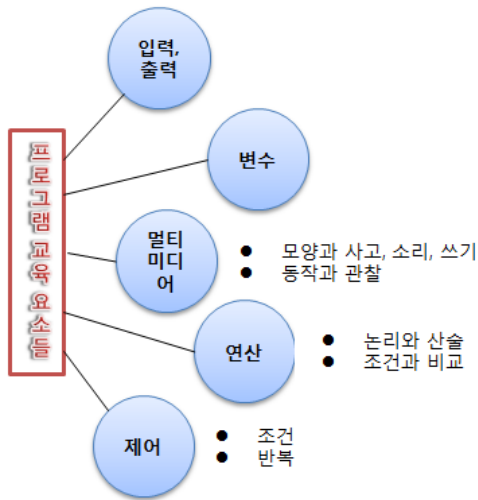 프로그램 교육 요소들
입력,
출력
변수
멀티
미디
어
● 모양과 사고, 소리, 쓰기
● 동작과 관찰
연산
● 논리와 산술
● 조건과 비교
제어
● 조건
● 반복